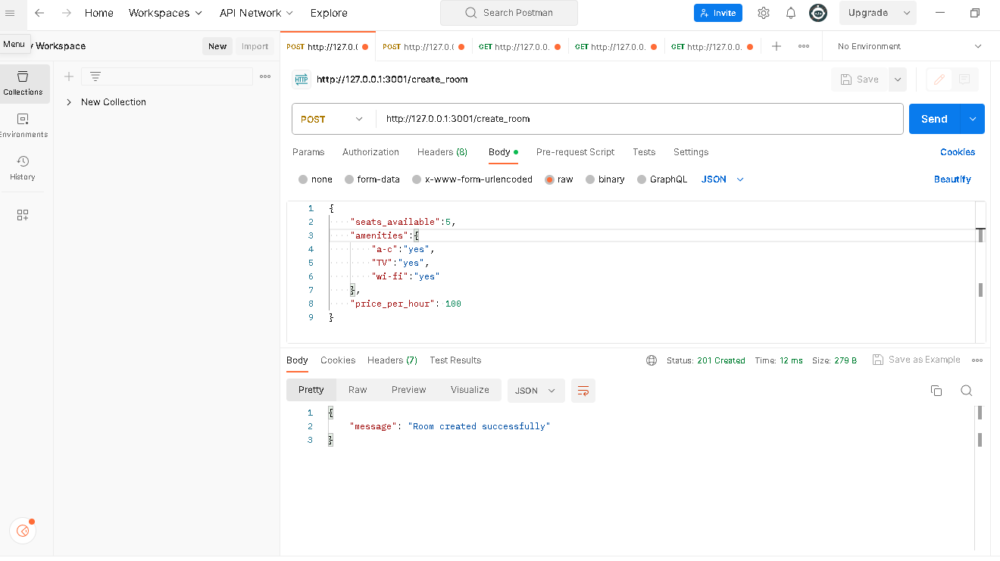 Home Workspaces API Network Explore Search Postman Invite Upgrade
Menu
Workspace New Import POST http://127.0. POST http://127.0. GET http://127.0. GET http://127.0. GET http://127.0. No Environment
HTTP http://127.0.0.1:3001/create_room Save
Collections
New Collection
POST http://127.0.0.1:3001/create_room Send
Environments
Params Authorization Headers (8) Body Pre-request Script Tests Settings Cookies
History
none form-data x-www-form-urlencoded raw binary GraphQL JSON Beautify
1 {
2 "seats_available":5,
3 "amenities":{
4 "a-c":"yes",
5 "TV":"yes",
6 "wi-fi":"yes"
7 },
8 "price_per_hour": 100
9 }
Body Cookies Headers (7) Test Results Status: 201 Created Time: 12 ms Size: 279 B Save as Example
Pretty Raw Preview Visualize JSON
1 {
2 "message": "Room created successfully"
3 }